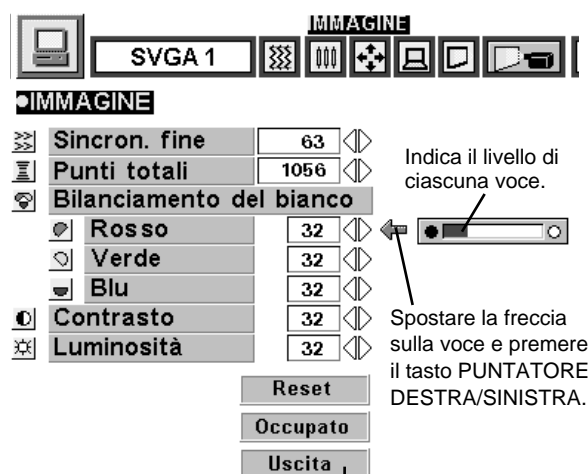 IMMAGINE
SVGA 1
IMMAGINE
Sincron. fine 63
Punti totali 1056
Bilanciamento del bianco
Rosso 32
Verde 32
Blu 32
Contrasto 32
Luminosità 32
Reset
Occupato
Uscita
Indica il livello di
ciascuna voce.
Spostare la freccia
sulla voce e premere
il tasto PUNTATORE
DESTRA/SINISTRA.